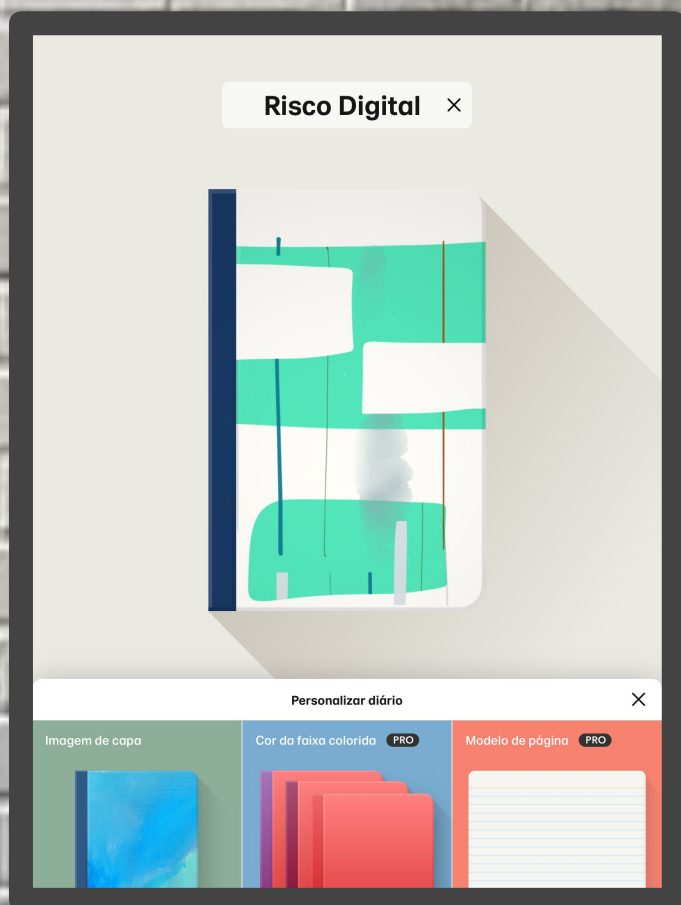 Risco Digital
Personalizar diário
Imagem de capa
Cor da faixa colorida PRO
Modelo de página PRO